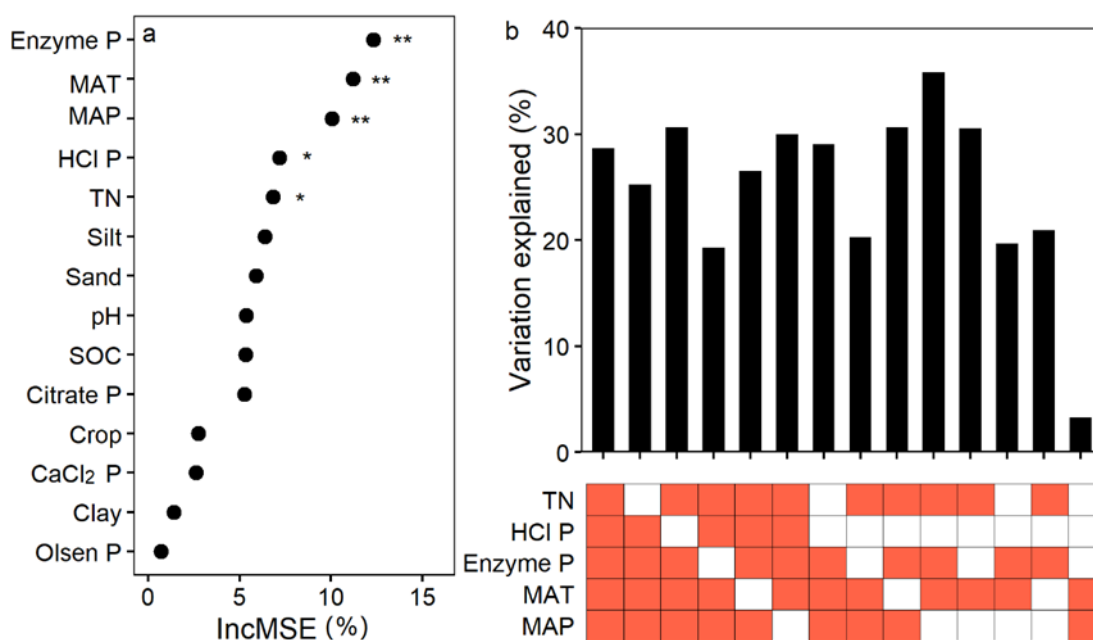 a
Enzyme P
**
MAT
**
MAP
**
HCl P
*
TN
*
Silt
Sand
pH
SOC
Citrate P
Crop
CaCl₂ P
Clay
Olsen P
0 5 10 15
IncMSE (%)
b
Variation explained (%)
40
30
20
10
0
TN
HCl P
Enzyme P
MAT
MAP